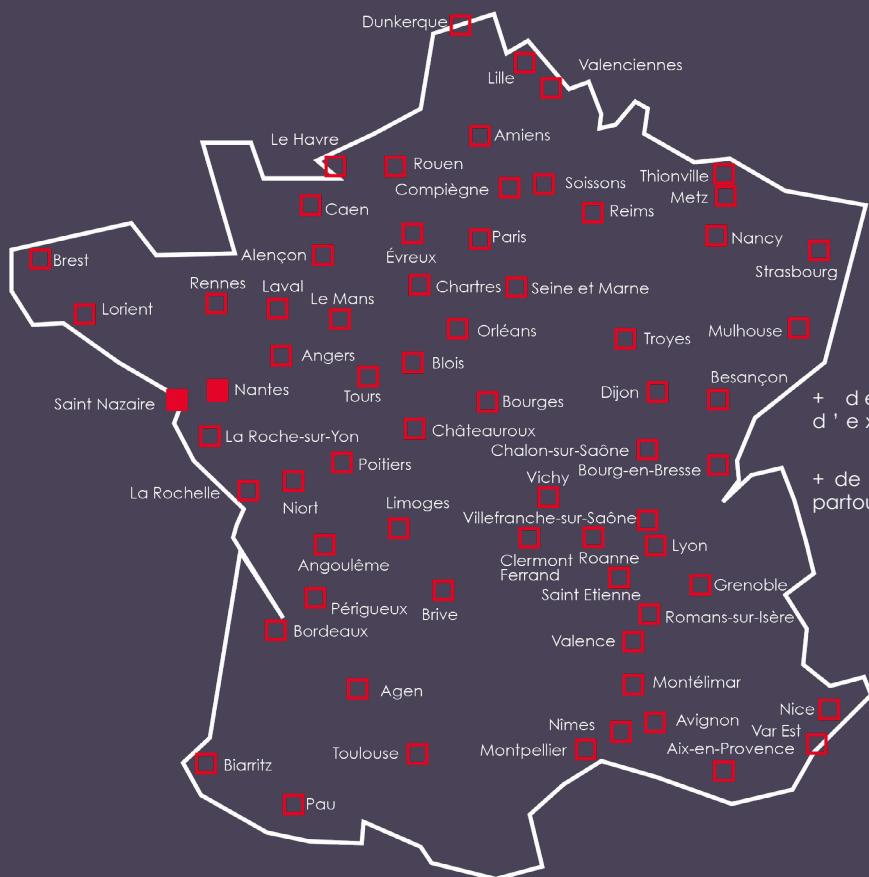 Dunkerque
Valenciennes
Lille
Amiens
Le Havre
Rouen
Thionville
Compiègne
Soissons
Metz
Caen
Reims
Paris
Nancy
Alençon
Évreux
Brest
Strasbourg
Rennes
Laval
Chartres
Seine et Marne
Le Mans
Lorient
Orléans
Troyes
Mulhouse
Angers
Blois
Besançon
Nantes
Tours
Dijon
Saint Nazaire
Bourges
+ de
d'ex
La Roche-sur-Yon
Châteauroux
Chalon-sur-Saône
Poitiers
Bourg-en-Bresse
Vichy
+ de
partou
La Rochelle
Niort
Limoges
Villefranche-sur-Saône
Lyon
Angoulême
Clermont
Ferrand
Roanne
Saint Etienne
Grenoble
Périgueux
Brive
Romans-sur-Isère
Bordeaux
Valence
Montélimar
Agen
Nice
Avignon
Nîmes
Var Est
Montpellier
Aix-en-Provence
Toulouse
Biarritz
Pau